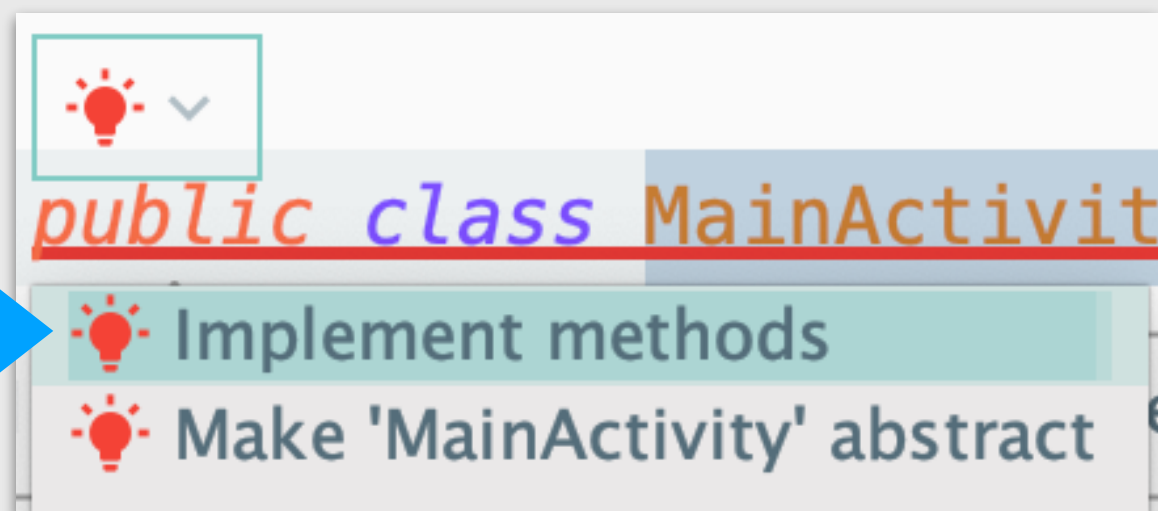 public class MainActivit
Implement methods
Make 'MainActivity' abstract